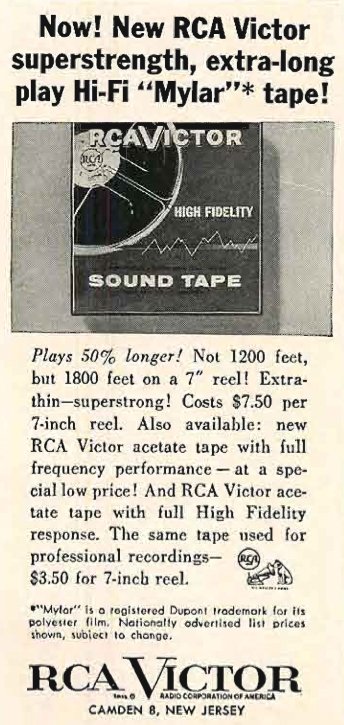 Now! New RCA Victor
superstrength, extra-long
play Hi-Fi “Mylar”* tape!
RCAVICTOR
RCA
HIGH FIDELITY
SOUND TAPE
Plays 50% longer! Not 1200 feet,
but 1800 feet on a 7" reel! Extra-
thin—superstrong! Costs $7.50 per
7-inch reel. Also available: new
RCA Victor acetate tape with full
frequency performance — at a spe-
cial low price! And RCA Victor ace-
tate tape with full High Fidelity
response. The same tape used for
professional recordings—
$3.50 for 7-inch reel.
RCA
*"Mylar" is a registered Dupont trademark for its
polyester film. Nationally advertised list prices
shown, subject to change.
RCA VICTOR
RADIO CORPORATION OF AMERICA
CAMDEN 8, NEW JERSEY